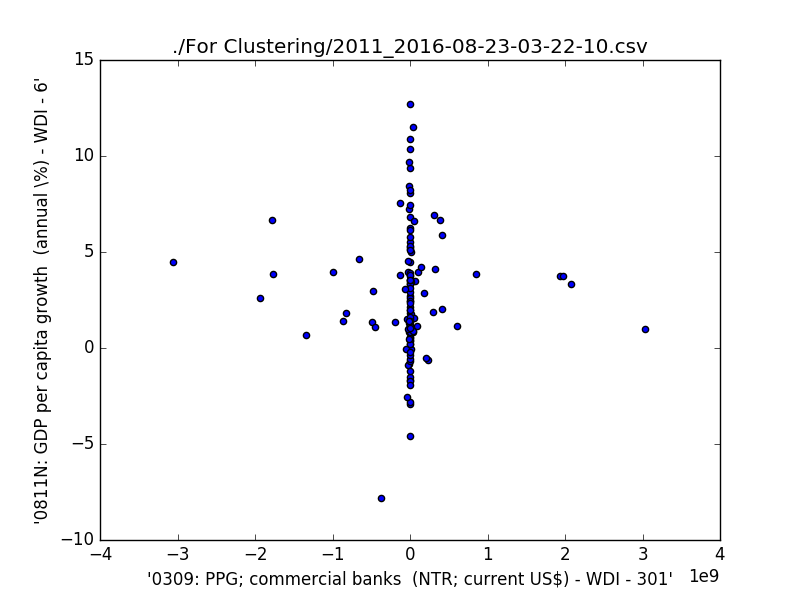 ./For Clustering/2011_2016-08-23-03-22-10.csv
15
10
5
0
−5
−10
'0811N: GDP per capita growth  (annual \%) - WDI - 6'
−4 −3 −2 −1 0 1 2 3 4
1e9
'0309: PPG; commercial banks  (NTR; current US$) - WDI - 301'